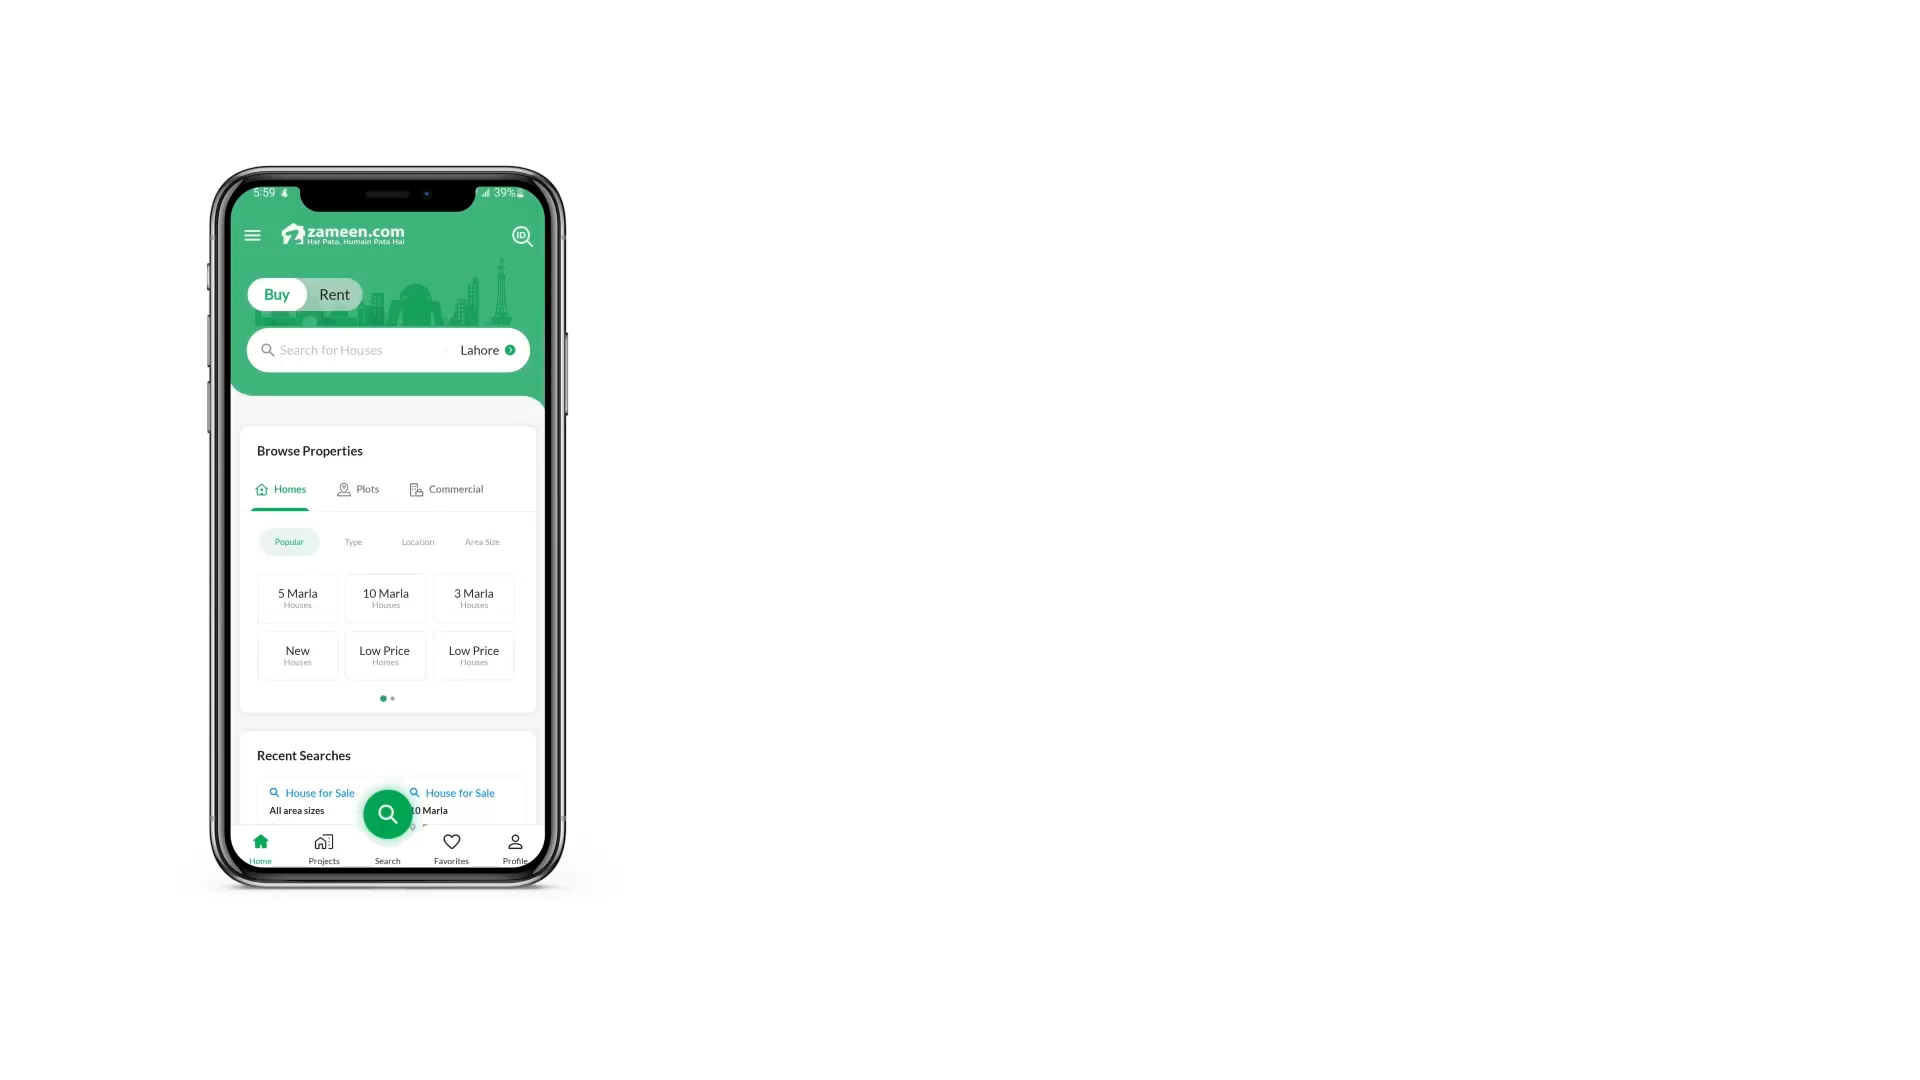 5:59
39%
zameen.com
Har Pata, Humain Pata Hai
ID
Buy Rent
Search for Houses Lahore
Browse Properties
Homes Plots Commercial
Popular Type Location Area Size
5 Marla 10 Marla 3 Marla
Houses Houses Houses
New Low Price Low Price
Houses Homes Houses
Recent Searches
House for Sale House for Sale
All area sizes 10 Marla
Home Projects Search Favorites Profile